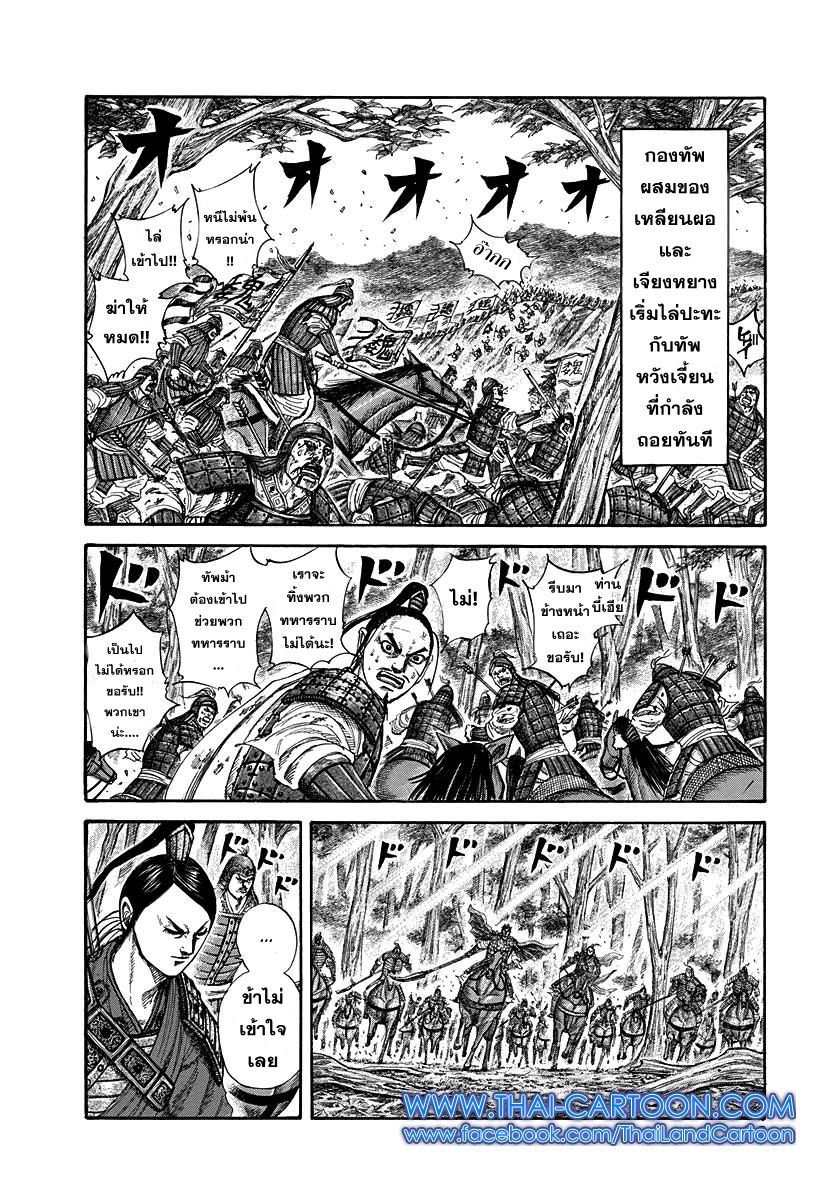 กองทัพ
ผสมของ
เหลียนผอ
และ
เจียงหยาง
เริ่มไล่ปะทะ
กับทัพ
หวังเจี้ยน
ที่กำลัง
ถอยทันที
オ オ オ オ
อ๊ากก
หนีไม่พ้น
หรอกน่า
!!
ไล่
เข้าไป!!
ฆ่าให้
หมด!!
魏
ท่าน
บี้เฮีย
รีบมา
ข้างหน้า
เถอะ
ขอรับ!
ไม่!
เราจะ
ทิ้งพวก
ทหารราบ
ไม่ได้นะ!
ทัพม้า
ต้องเข้าไป
ช่วยพวก
ทหารราบ
...
เป็นไป
ไม่ได้หรอก
ขอรับ!!
พวกเขา
น่ะ....
ドドドドド
ドドドドド
ドドド
...
ข้าไม่
เข้าใจ
เลย
WWW.THAI-CARTOON.COM
www.facebook.com/ThaiLandCartoon